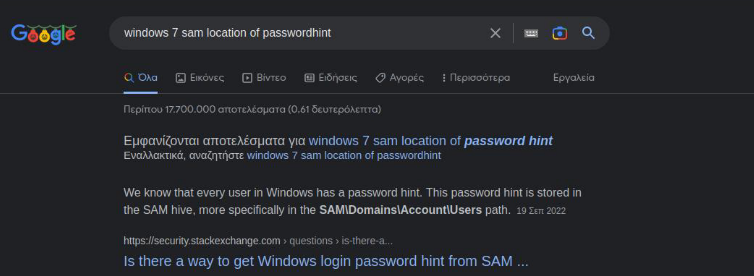 Google
windows 7 sam location of passwordhint
Όλα Εικόνες Βίντεο Ειδήσεις Αγορές Περισσότερα Εργαλεία
Περίπου 17.700.000 αποτελέσματα (0.61 δευτερόλεπτα)
Εμφανίζονται αποτελέσματα για windows 7 sam location of password hint
Εναλλακτικά, αναζητήστε windows 7 sam location of passwordhint
We know that every user in Windows has a password hint. This password hint is stored in
the SAM hive, more specifically in the SAM\Domains\Account\Users path. 19 Σεπ 2022
https://security.stackexchange.com › questions › is-there-a...
Is there a way to get Windows login password hint from SAM ...